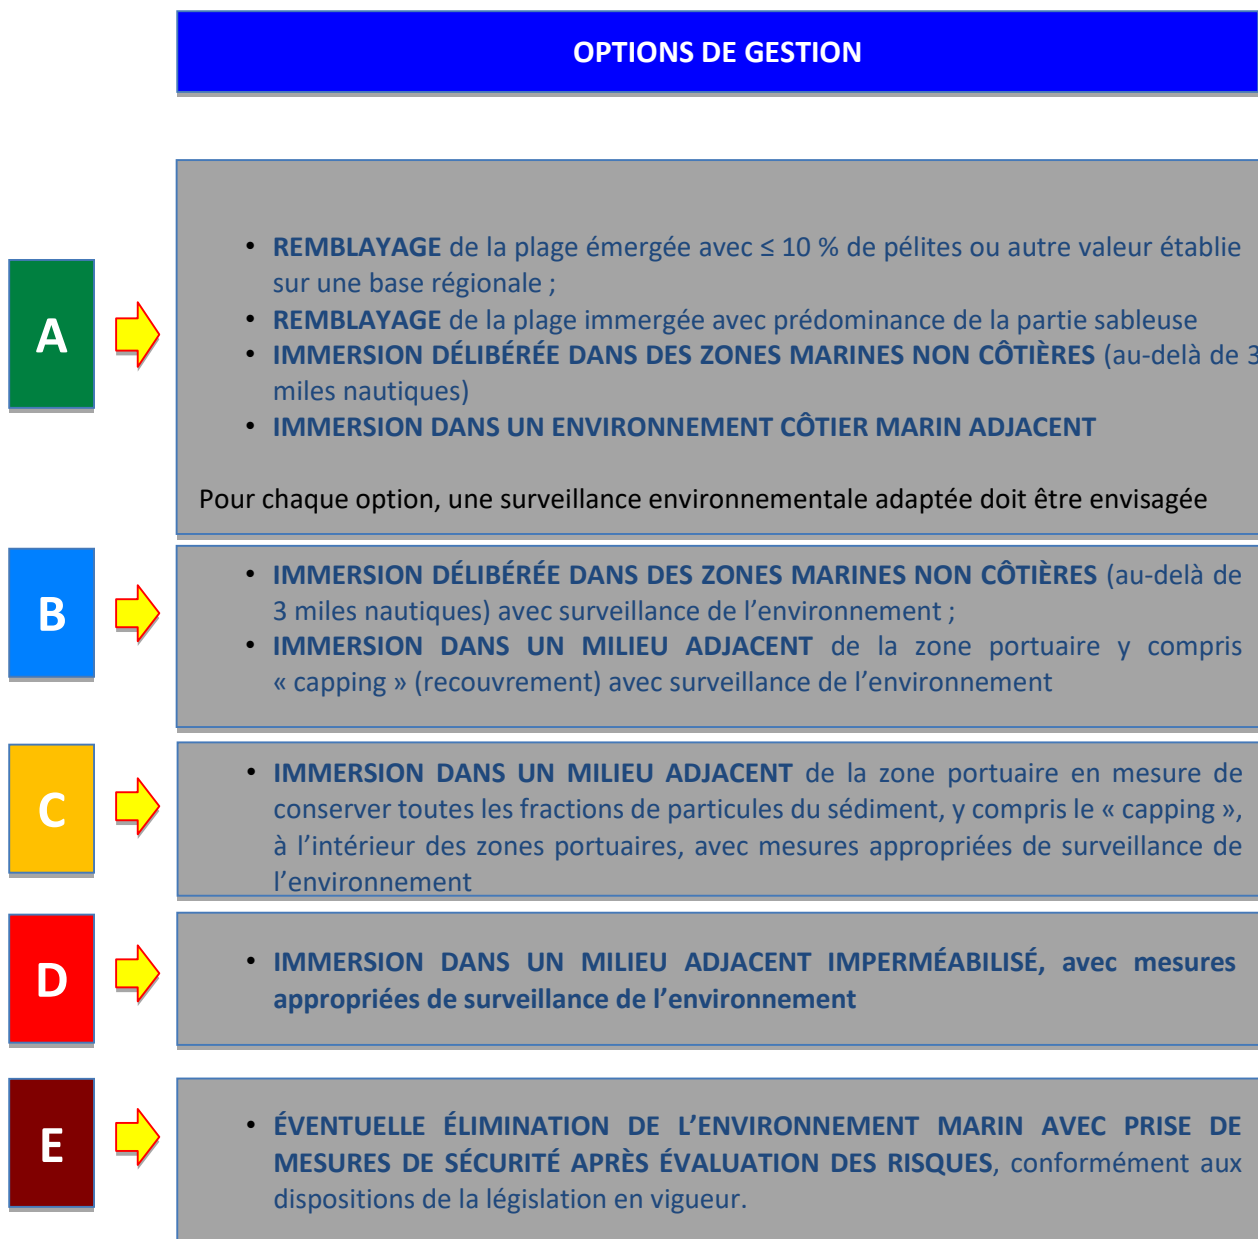 OPTIONS DE GESTION
A
• REMBLAYAGE de la plage émergée avec ≤ 10 % de pélites ou autre valeur établie
sur une base régionale ;
• REMBLAYAGE de la plage immergée avec prédominance de la partie sableuse
• IMMERSION DÉLIBÉRÉE DANS DES ZONES MARINES NON CÔTIÈRES (au-delà de 3
miles nautiques)
• IMMERSION DANS UN ENVIRONNEMENT CÔTIER MARIN ADJACENT
Pour chaque option, une surveillance environnementale adaptée doit être envisagée
B
• IMMERSION DÉLIBÉRÉE DANS DES ZONES MARINES NON CÔTIÈRES (au-delà de
3 miles nautiques) avec surveillance de l’environnement ;
• IMMERSION DANS UN MILIEU ADJACENT de la zone portuaire y compris
« capping » (recouvrement) avec surveillance de l’environnement
C
• IMMERSION DANS UN MILIEU ADJACENT de la zone portuaire en mesure de
conserver toutes les fractions de particules du sédiment, y compris le « capping »,
à l’intérieur des zones portuaires, avec mesures appropriées de surveillance de
l’environnement
D
• IMMERSION DANS UN MILIEU ADJACENT IMPERMÉABILISÉ, avec mesures
appropriées de surveillance de l’environnement
E
• ÉVENTUELLE ÉLIMINATION DE L’ENVIRONNEMENT MARIN AVEC PRISE DE
MESURES DE SÉCURITÉ APRÈS ÉVALUATION DES RISQUES, conformément aux
dispositions de la législation en vigueur.